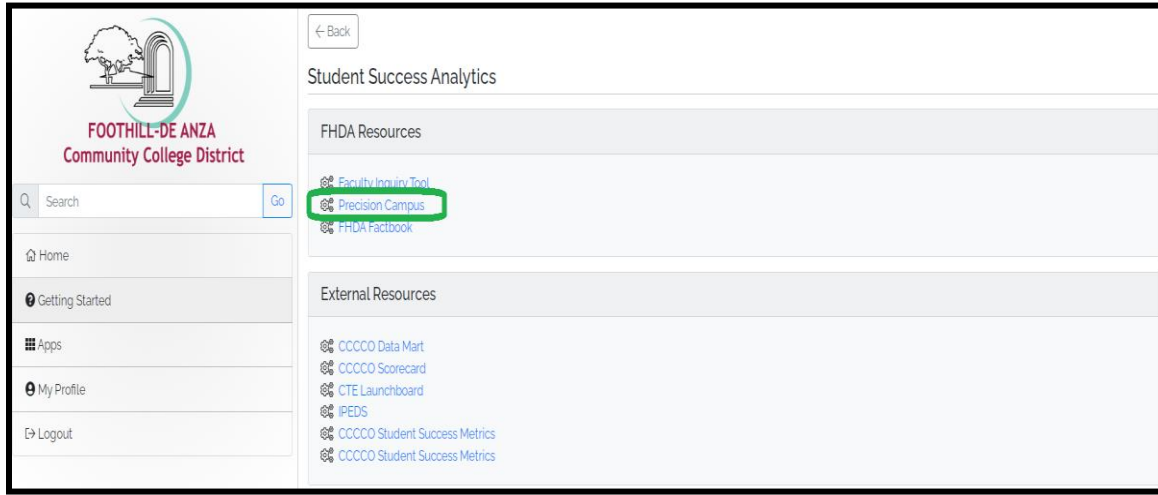 FOOTHILL-DE ANZA
Community College District
Search
Go
Home
Getting Started
Apps
My Profile
Logout
Back
Student Success Analytics
FHDA Resources
Faculty Inquiry Tool
Precision Campus
FHDA Factbook
External Resources
CCCCO Data Mart
CCCCO Scorecard
CTE Launchboard
IPEDS
CCCCO Student Success Metrics
CCCCO Student Success Metrics